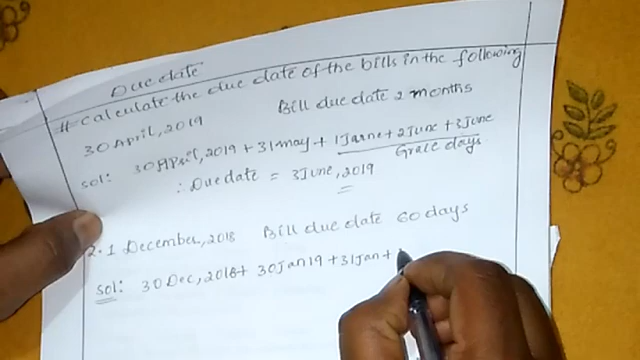 Due date
# Calculate the due date of the bills in the following
30 April, 2019 Bill due date 2 months
Sol: 30 April, 2019 + 31 may + 1 June + 2 June + 3 June
Grace days
∴ Due date = 3 June, 2019
2. 1 December, 2018 Bill due date 60 days
Sol: 30 Dec, 2018 + 30 Jan 19 + 31 Jan +